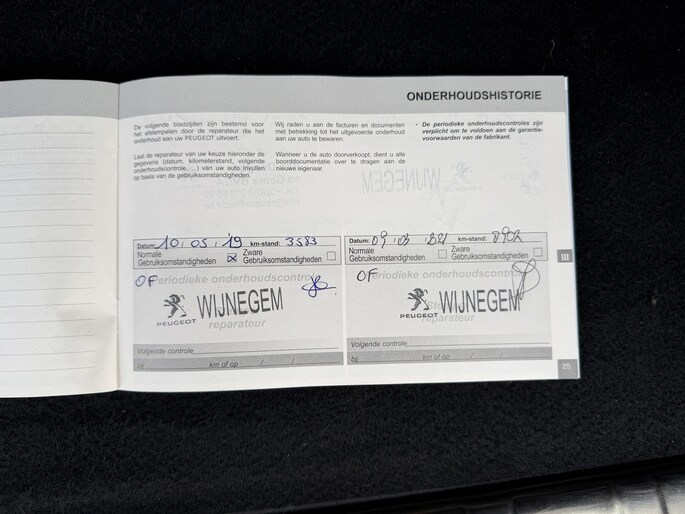 ONDERHOUDSHISTORIE
De volgende bladzijden zijn bestemd voor
het afstempelen door de reparateur die het
onderhoud aan uw PEUGEOT uitvoert.
Laat de reparateur van uw keuze hieronder de
gegevens (datum, kilometerstand, volgende
onderhoudscontrole, ...) van uw auto invullen
op basis van de gebruiksomstandigheden.
Wij raden u aan de facturen en documenten
met betrekking tot het uitgevoerde onderhoud
aan uw auto te bewaren.
Wanneer u de auto doorverkoopt, dient u alle
boorddocumentatie over te dragen aan de
nieuwe eigenaar.
• De periodieke onderhoudscontroles zijn
verplicht om te voldoen aan de garantie-
voorwaarden van de fabrikant.
Datum: 10 / 05 / '19 km-stand: 3583
Normale
Gebruiksomstandigheden
Zware
Gebruiksomstandigheden
OF
Periodieke onderhoudscontrole
PEUGEOT
WIJNEGEM
reparateur
Volgende controle
bij km of op / /
Datum: km-stand:
Normale
Gebruiksomstandigheden
Zware
Gebruiksomstandigheden
OF
Periodieke onderhoudscontrole
PEUGEOT
WIJNEGEM
reparateur
Volgende controle
bij km of op / /
III
25